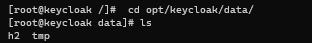 [root@keycloak /]#  cd opt/keycloak/data/
[root@keycloak data]# ls
h2  tmp